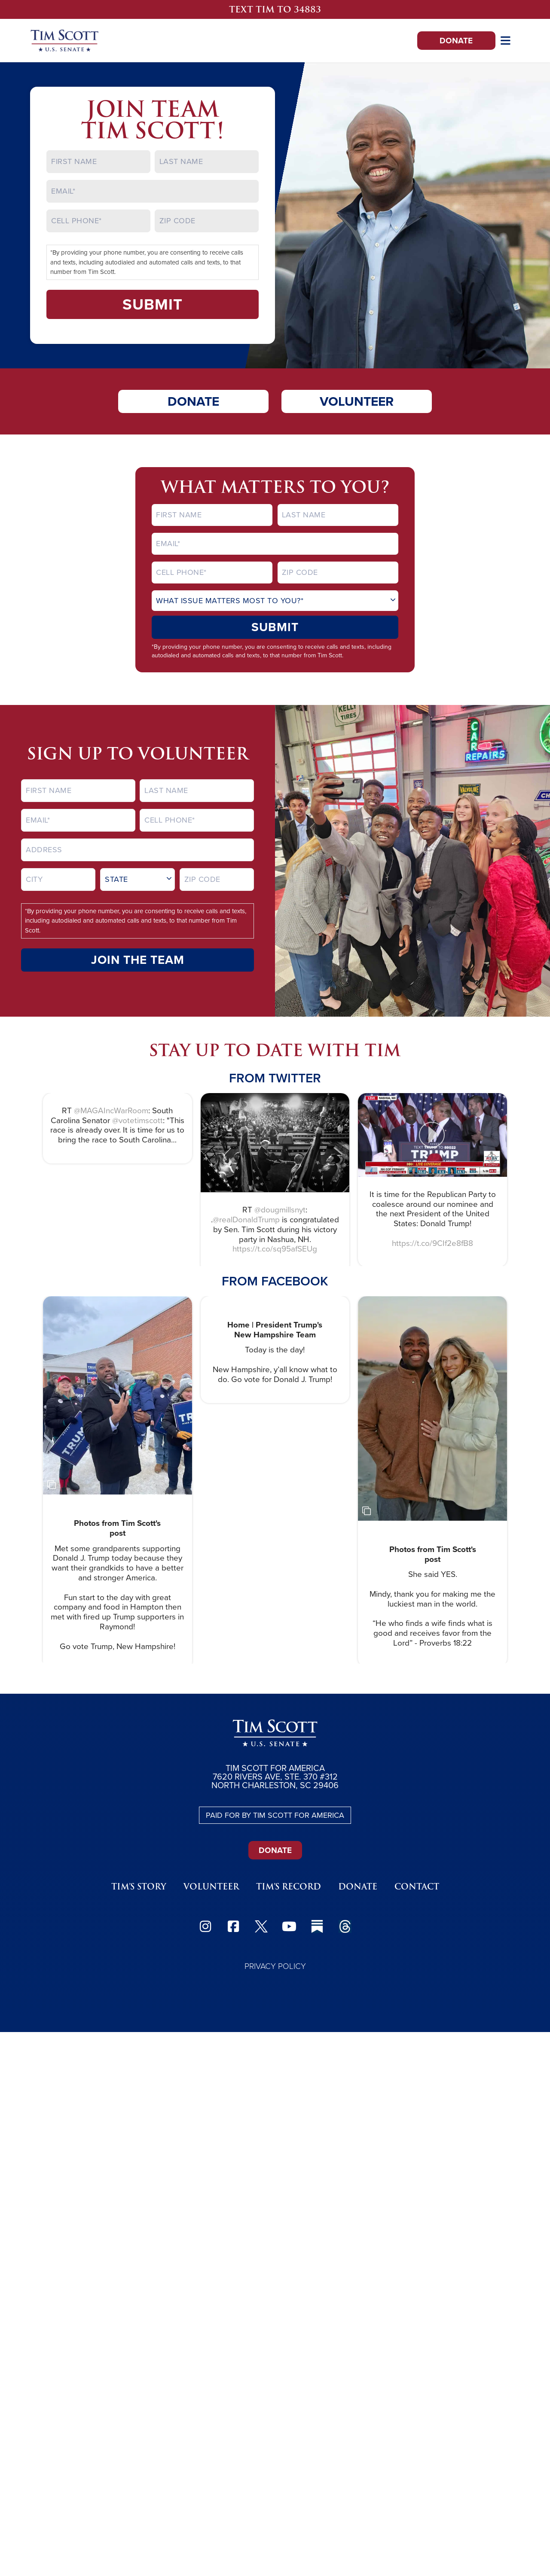 TEXT TIM TO 34883
TIM SCOTT
U.S. SENATE
DONATE
JOIN TEAM
TIM SCOTT!
FIRST NAME
LAST NAME
EMAIL*
CELL PHONE*
ZIP CODE
*By providing your phone number, you are consenting to receive calls
and texts, including autodialed and automated calls and texts, to that
number from Tim Scott.
SUBMIT
DONATE
VOLUNTEER
WHAT MATTERS TO YOU?
FIRST NAME
LAST NAME
EMAIL*
CELL PHONE*
ZIP CODE
WHAT ISSUE MATTERS MOST TO YOU?*
SUBMIT
*By providing your phone number, you are consenting to receive calls and texts, including
autodialed and automated calls and texts, to that number from Tim Scott.
KELLY
TIRES
CAR
REPAIRS
VALVOLINE
SIGN UP TO VOLUNTEER
FIRST NAME
LAST NAME
EMAIL*
CELL PHONE*
ADDRESS
CITY
STATE
ZIP CODE
*By providing your phone number, you are consenting to receive calls and texts,
including autodialed and automated calls and texts, to that number from Tim
Scott.
JOIN THE TEAM
STAY UP TO DATE WITH TIM
FROM TWITTER
RT @MAGAIncWarRoom: South
Carolina Senator @votetimscott: "This
race is already over. It is time for us to
bring the race to South Carolina...
RT @dougmillsnyt:
.@realDonaldTrump is congratulated
by Sen. Tim Scott during his victory
party in Nashua, NH.
https://t.co/sq95afSEUg
TRUMP
It is time for the Republican Party to
coalesce around our nominee and
the next President of the United
States: Donald Trump!
https://t.co/9Clf2e8fB8
FROM FACEBOOK
TRUMP
Photos from Tim Scott's
post
Met some grandparents supporting
Donald J. Trump today because they
want their grandkids to have a better
and stronger America.
Fun start to the day with great
company and food in Hampton then
met with fired up Trump supporters in
Raymond!
Go vote Trump, New Hampshire!
Home | President Trump's
New Hampshire Team
Today is the day!
New Hampshire, y'all know what to
do. Go vote for Donald J. Trump!
Photos from Tim Scott's
post
She said YES.
Mindy, thank you for making me the
luckiest man in the world.
"He who finds a wife finds what is
good and receives favor from the
Lord" - Proverbs 18:22
TIM SCOTT
U.S. SENATE
TIM SCOTT FOR AMERICA
7620 RIVERS AVE, STE. 370 #312
NORTH CHARLESTON, SC 29406
PAID FOR BY TIM SCOTT FOR AMERICA
DONATE
TIM'S STORY
VOLUNTEER
TIM'S RECORD
DONATE
CONTACT
PRIVACY POLICY